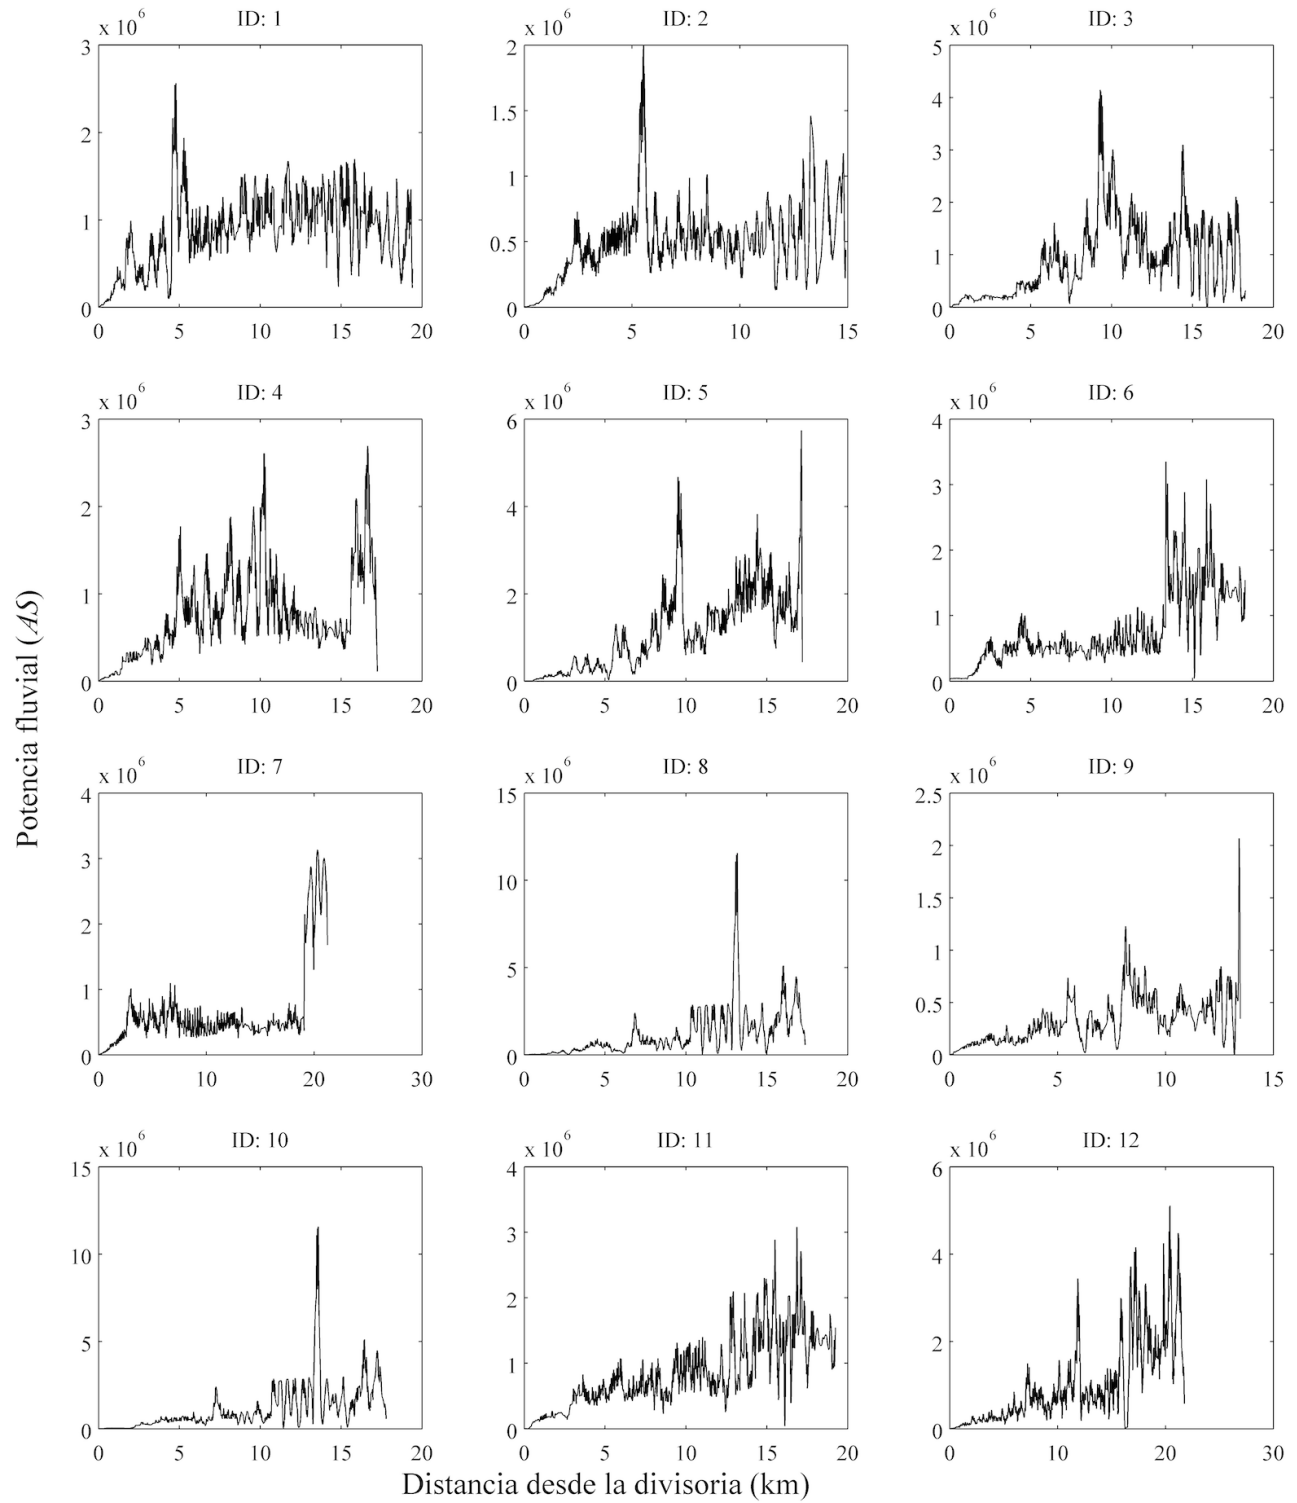 ID: 1
x 10^6
3
2
1
0
0 5 10 15 20
ID: 2
x 10^6
2
1.5
1
0.5
0
0 5 10 15
ID: 3
x 10^6
5
4
3
2
1
0
0 5 10 15 20
ID: 4
x 10^6
3
2
1
0
0 5 10 15 20
ID: 5
x 10^6
6
4
2
0
0 5 10 15 20
ID: 6
x 10^6
4
3
2
1
0
0 5 10 15 20
Potencia fluvial (AS)
ID: 7
x 10^6
4
3
2
1
0
0 10 20 30
ID: 8
x 10^6
15
10
5
0
0 5 10 15 20
ID: 9
x 10^6
2.5
2
1.5
1
0.5
0
0 5 10 15
ID: 10
x 10^6
15
10
5
0
0 5 10 15 20
ID: 11
x 10^6
4
3
2
1
0
0 5 10 15 20
ID: 12
x 10^6
6
4
2
0
0 10 20 30
Distancia desde la divisoria (km)